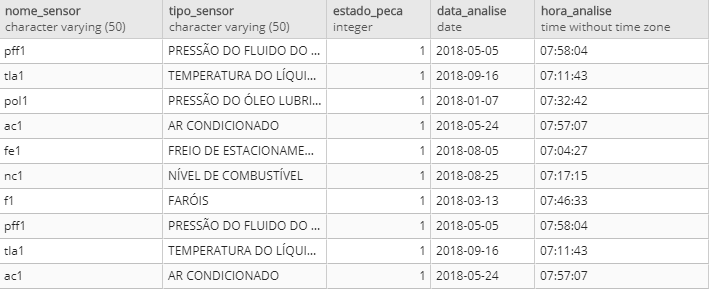 nome_sensor tipo_sensor estado_peca data_analise hora_analise
character varying (50) character varying (50) integer date time without time zone
pff1 PRESSÃO DO FLUIDO DO ... 1 2018-05-05 07:58:04
tla1 TEMPERATURA DO LÍQUI... 1 2018-09-16 07:11:43
pol1 PRESSÃO DO ÓLEO LUBRI... 1 2018-01-07 07:32:42
ac1 AR CONDICIONADO 1 2018-05-24 07:57:07
fe1 FREIO DE ESTACIONAME... 1 2018-08-05 07:04:27
nc1 NÍVEL DE COMBUSTÍVEL 1 2018-08-25 07:17:15
f1 FARÓIS 1 2018-03-13 07:46:33
pff1 PRESSÃO DO FLUIDO DO ... 1 2018-05-05 07:58:04
tla1 TEMPERATURA DO LÍQUI... 1 2018-09-16 07:11:43
ac1 AR CONDICIONADO 1 2018-05-24 07:57:07